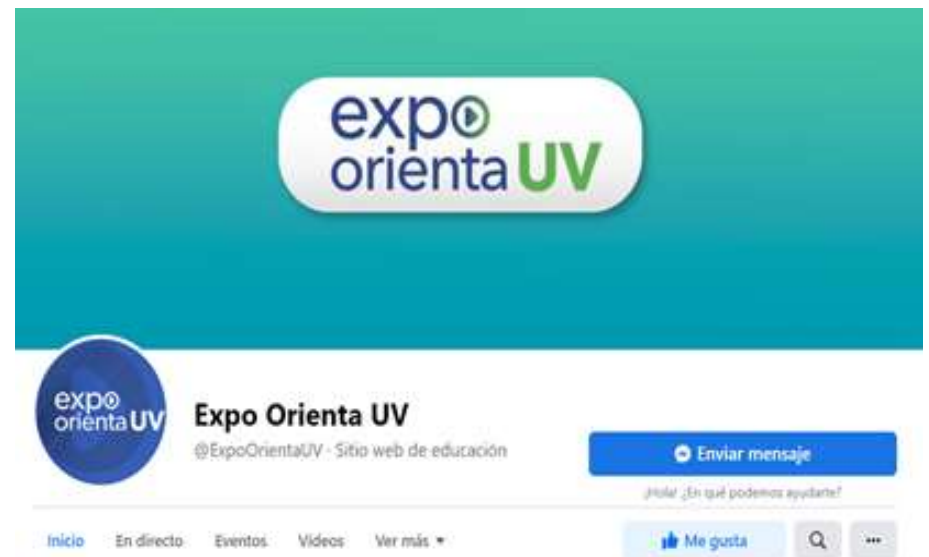 expo
orienta UV
expo
orienta UV
Expo Orienta UV
@ExpoOrientaUV · Sitio web de educación
Enviar mensaje
¡Hola! ¿En qué podemos ayudarte?
Inicio En directo Eventos Videos Ver más
Me gusta